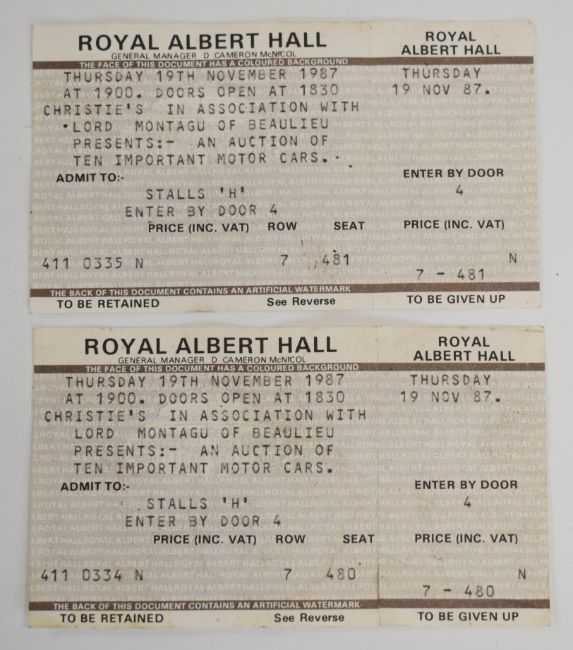 ROYAL ALBERT HALL
GENERAL MANAGER D CAMERON McNICOL
THE FACE OF THIS DOCUMENT HAS A COLOURED BACKGROUND
THURSDAY 19TH NOVEMBER 1987
AT 1900. DOORS OPEN AT 1830
CHRISTIE'S IN ASSOCIATION WITH
LORD MONTAGU OF BEAULIEU
PRESENTS:- AN AUCTION OF
TEN IMPORTANT MOTOR CARS.
ADMIT TO:-
STALLS 'H'
ENTER BY DOOR 4
PRICE (INC. VAT) ROW SEAT
411 0335 N 7 481
THE BACK OF THIS DOCUMENT CONTAINS AN ARTIFICIAL WATERMARK
TO BE RETAINED See Reverse
ROYAL
ALBERT HALL
THURSDAY
19 NOV 87.
ENTER BY DOOR
4
PRICE (INC. VAT)
N
7 - 481
TO BE GIVEN UP
ROYAL ALBERT HALL
GENERAL MANAGER D CAMERON McNICOL
THE FACE OF THIS DOCUMENT HAS A COLOURED BACKGROUND
THURSDAY 19TH NOVEMBER 1987
AT 1900. DOORS OPEN AT 1830
CHRISTIE'S IN ASSOCIATION WITH
LORD MONTAGU OF BEAULIEU
PRESENTS:- AN AUCTION OF
TEN IMPORTANT MOTOR CARS.
ADMIT TO:-
STALLS 'H'
ENTER BY DOOR 4
PRICE (INC. VAT) ROW SEAT
411 0334 N 7 480
THE BACK OF THIS DOCUMENT CONTAINS AN ARTIFICIAL WATERMARK
TO BE RETAINED See Reverse
ROYAL
ALBERT HALL
THURSDAY
19 NOV 87.
ENTER BY DOOR
4
PRICE (INC. VAT)
N
7 - 480
TO BE GIVEN UP